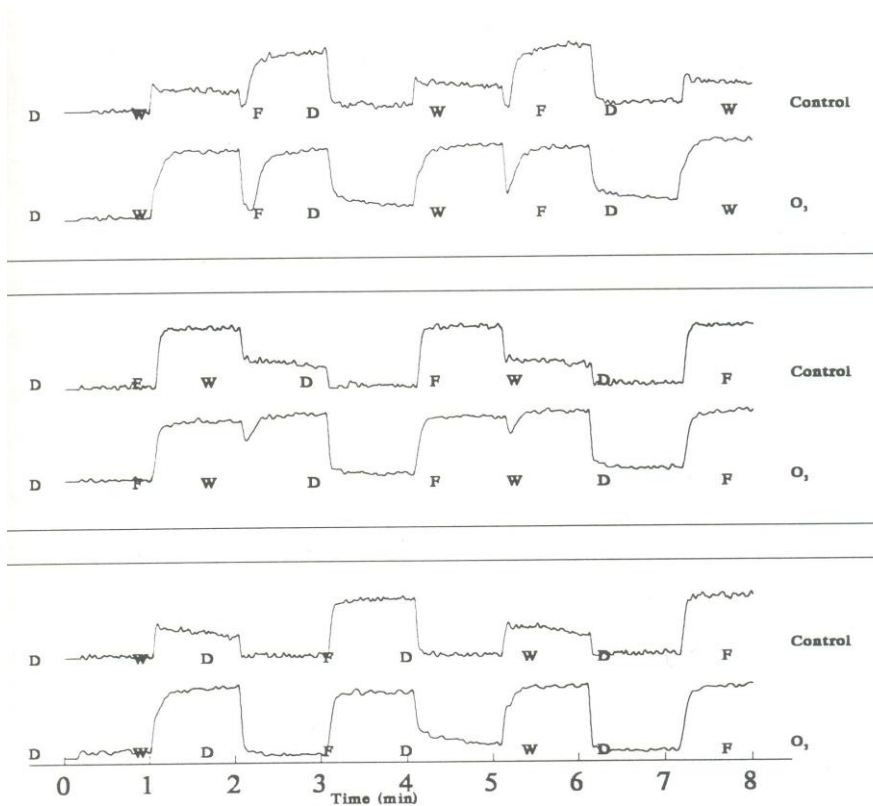 D W F D W F D W Control
D W F D W F D W O₃
D F W D F W D F Control
D F W D F W D F O₃
D W D F D W D F Control
D W D F D W D F O₃
0 1 2 3 4 5 6 7 8
Time (min)